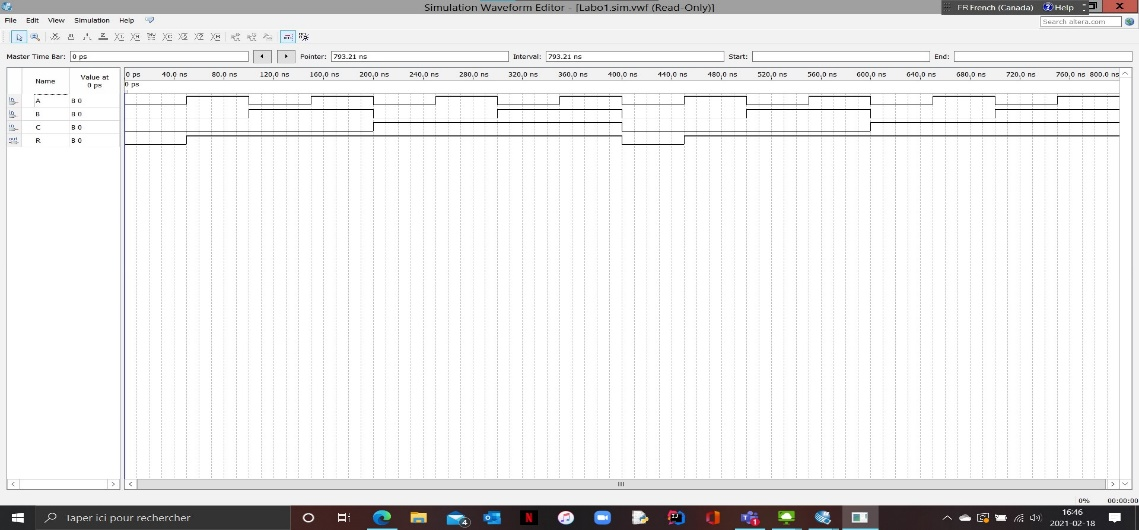 Simulation Waveform Editor - [Labo1.sim.vwf (Read-Only)]
FR French (Canada) Help
File Edit View Simulation Help
Search altera.com
Master Time Bar: 0 ps Pointer: 793.21 ns Interval: 793.21 ns Start: End:
Name Value at 0 ps
0 ps 40.0 ns 80.0 ns 120.0 ns 160.0 ns 200.0 ns 240.0 ns 280.0 ns 320.0 ns 360.0 ns 400.0 ns 440.0 ns 480.0 ns 520.0 ns 560.0 ns 600.0 ns 640.0 ns 680.0 ns 720.0 ns 760.0 ns 800.0 ns
0 ps
A B 0
B B 0
C B 0
R B 0
0% 00:00:00
Taper ici pour rechercher
4
16:46
2021-02-18